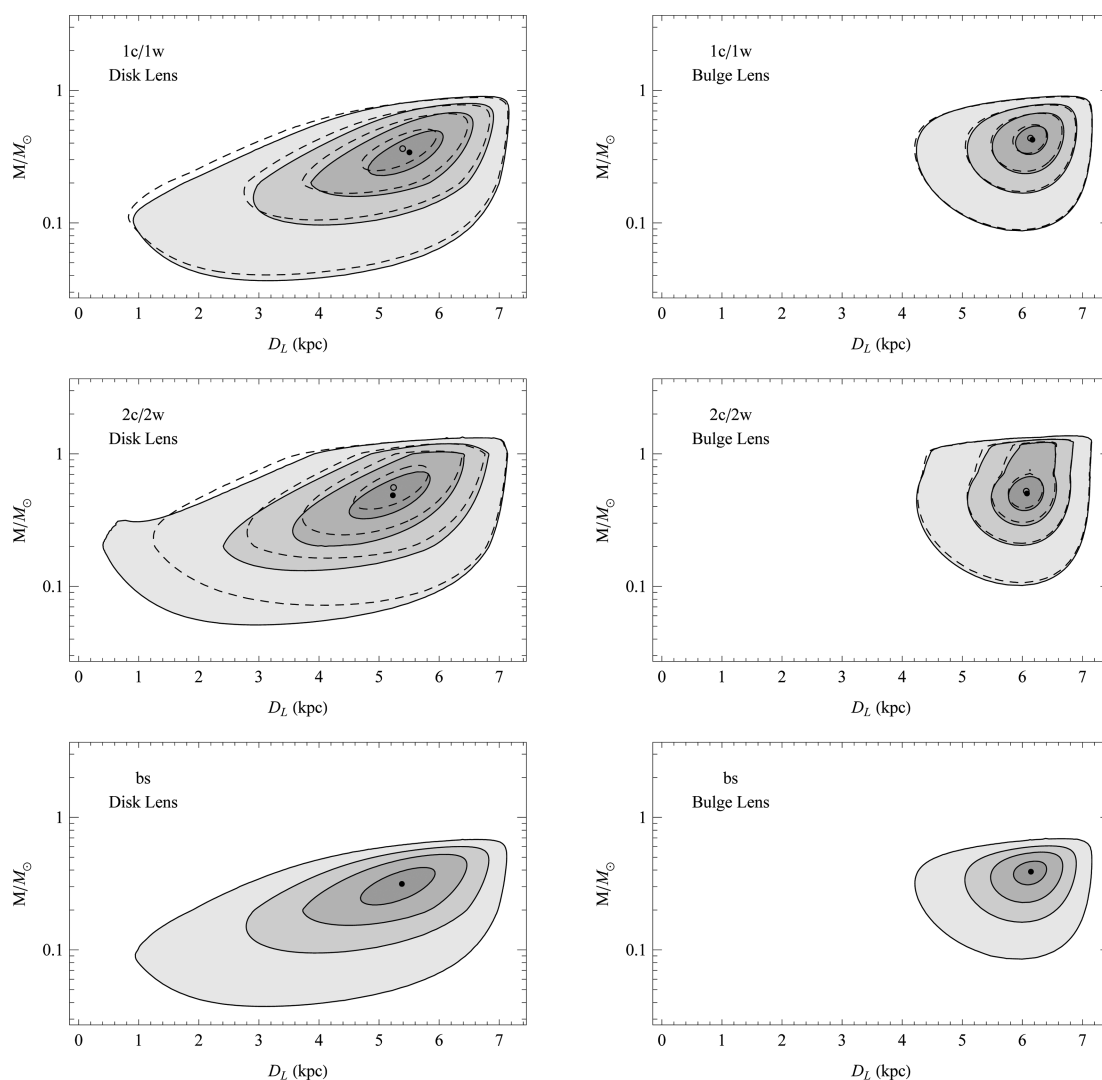 1c/1w
Disk Lens
M/M☉
1
0.1
0 1 2 3 4 5 6 7
D_L (kpc)
1c/1w
Bulge Lens
M/M☉
1
0.1
0 1 2 3 4 5 6 7
D_L (kpc)
2c/2w
Disk Lens
M/M☉
1
0.1
0 1 2 3 4 5 6 7
D_L (kpc)
2c/2w
Bulge Lens
M/M☉
1
0.1
0 1 2 3 4 5 6 7
D_L (kpc)
bs
Disk Lens
M/M☉
1
0.1
0 1 2 3 4 5 6 7
D_L (kpc)
bs
Bulge Lens
M/M☉
1
0.1
0 1 2 3 4 5 6 7
D_L (kpc)